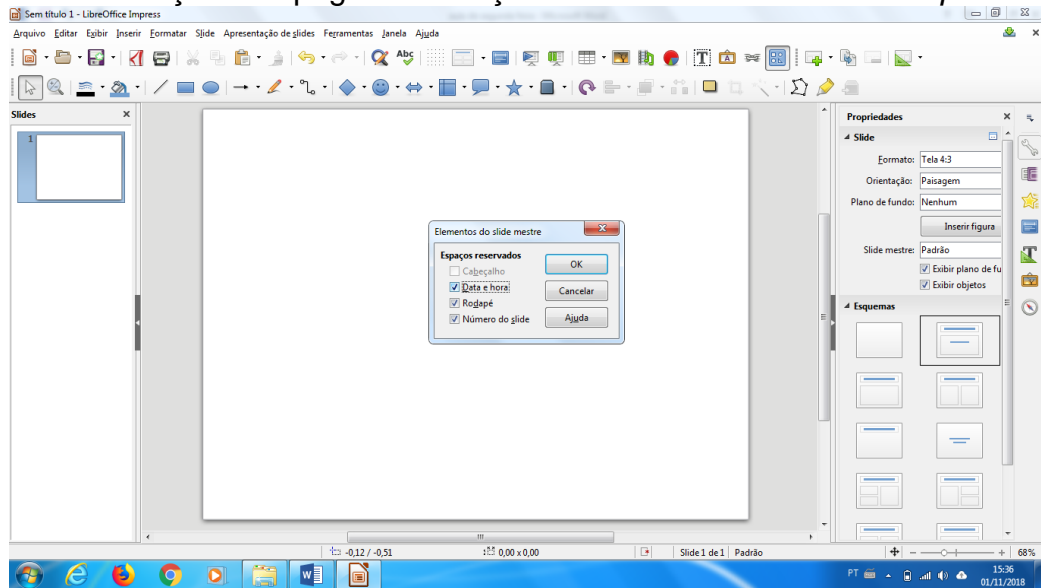 Sem título 1 - LibreOffice Impress
Arquivo Editar Exibir Inserir Formatar Slide Apresentação de slides Ferramentas Janela Ajuda
Abc
Slides
1
Elementos do slide mestre
Espaços reservados
Cabeçalho
Data e hora
Rodapé
Número do slide
OK
Cancelar
Ajuda
Propriedades
Slide
Formato: Tela 4:3
Orientação: Paisagem
Plano de fundo: Nenhum
Inserir figura
Slide mestre: Padrão
Exibir plano de fu
Exibir objetos
Esquemas
-0,12 / -0,51
0,00 x 0,00
Slide 1 de 1
Padrão
68%
PT
15:36
01/11/2018